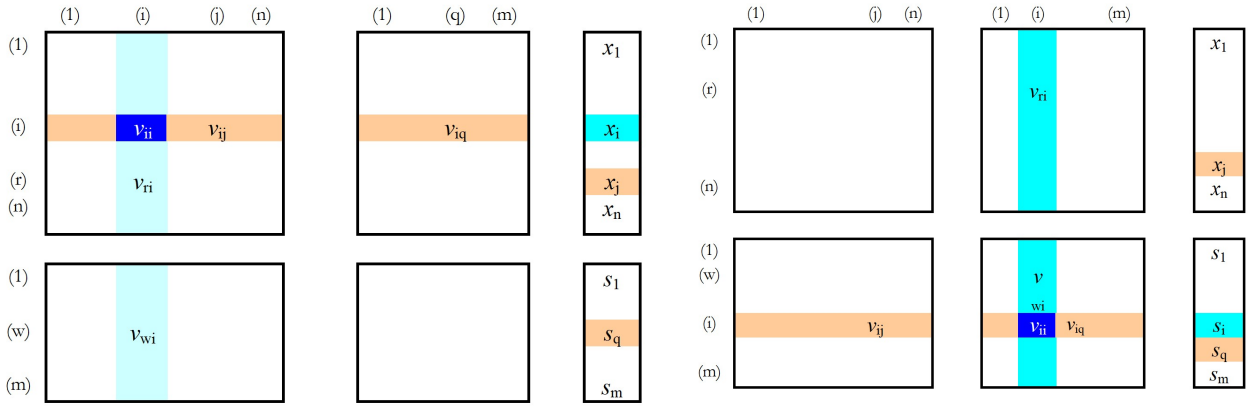 (1) (i) (j) (n) (1) (q) (m)
(1) x1
(i) vii vij viq xi
(r) vri xj
(n) xn
(1) s1
(w) vwi sq
(m) sm
(1) (j) (n) (1) (i) (m)
(1) x1
(r) vri
xj
(n) xn
(1) s1
(w) v
wi
(i) vij vii viq si
sq
(m) sm